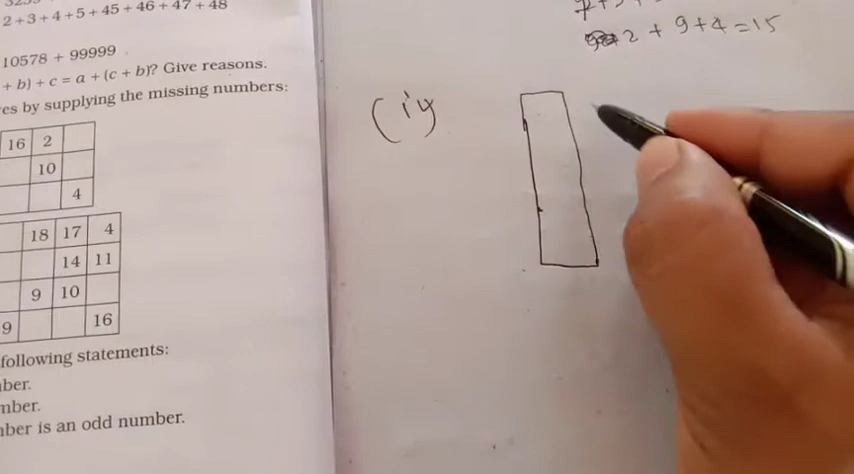 2+3+4+5+45+46+47+48
10578 + 99999
+ b) + c = a + (c + b)? Give reasons.
es by supplying the missing numbers:
16 2
10
4
18 17 4
14 11
9 10
9 16
following statements:
ber.
mber.
nber is an odd number.
2 + 9 + 4 = 15